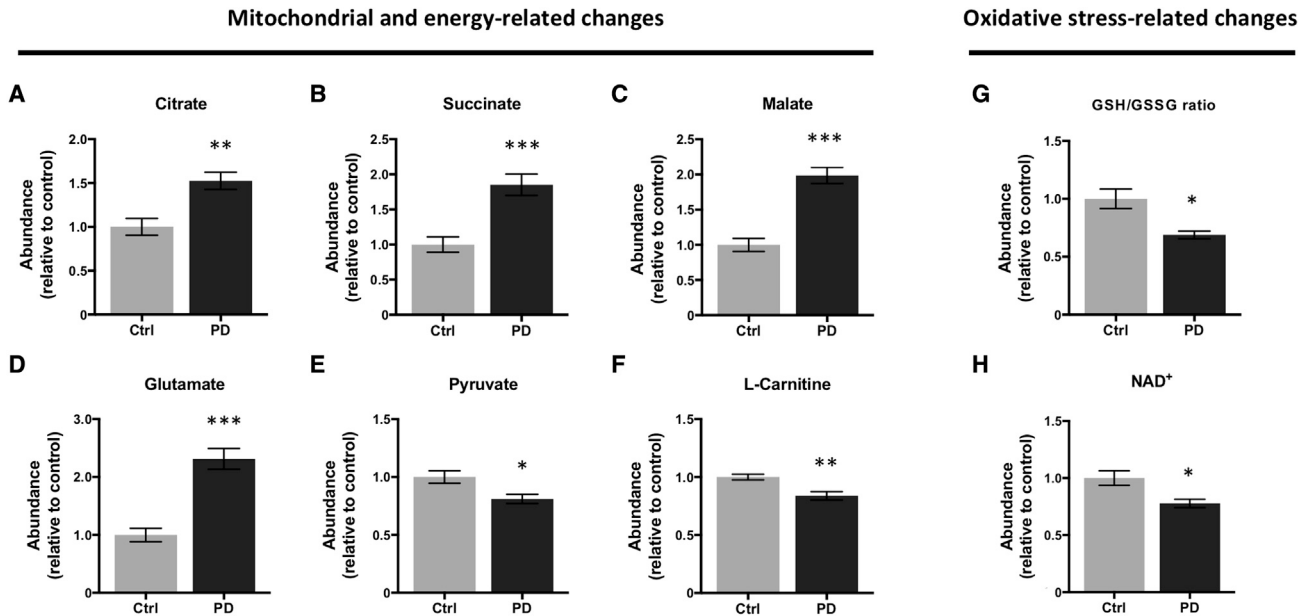 Mitochondrial and energy-related changes
Oxidative stress-related changes
A
Citrate
Abundance
(relative to control)
2.0
**
1.5
1.0
0.5
0
Ctrl
PD
B
Succinate
Abundance
(relative to control)
2.5
***
2.0
1.5
1.0
0.5
0
Ctrl
PD
C
Malate
Abundance
(relative to control)
2.5
***
2.0
1.5
1.0
0.5
0
Ctrl
PD
G
GSH/GSSG ratio
Abundance
(relative to control)
1.5
1.0
*
0.5
0
Ctrl
PD
D
Glutamate
Abundance
(relative to control)
3.0
***
2.0
1.0
0
Ctrl
PD
E
Pyruvate
Abundance
(relative to control)
1.5
1.0
*
0.5
0
Ctrl
PD
F
L-Carnitine
Abundance
(relative to control)
1.5
**
1.0
0.5
0
Ctrl
PD
H
NAD⁺
Abundance
(relative to control)
1.5
1.0
*
0.5
0
Ctrl
PD